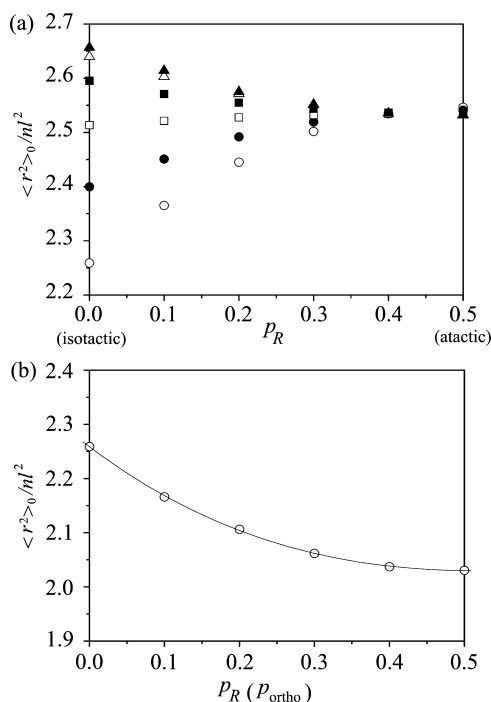 (a)
2.7
2.6
2.5
2.4
2.3
2.2
<r²>₀/nl²
0.0 0.1 0.2 0.3 0.4 0.5
(isotactic) p_R (atactic)
(b)
2.4
2.3
2.2
2.1
2.0
1.9
<r²>₀/nl²
0.0 0.1 0.2 0.3 0.4 0.5
p_R (p_ortho)